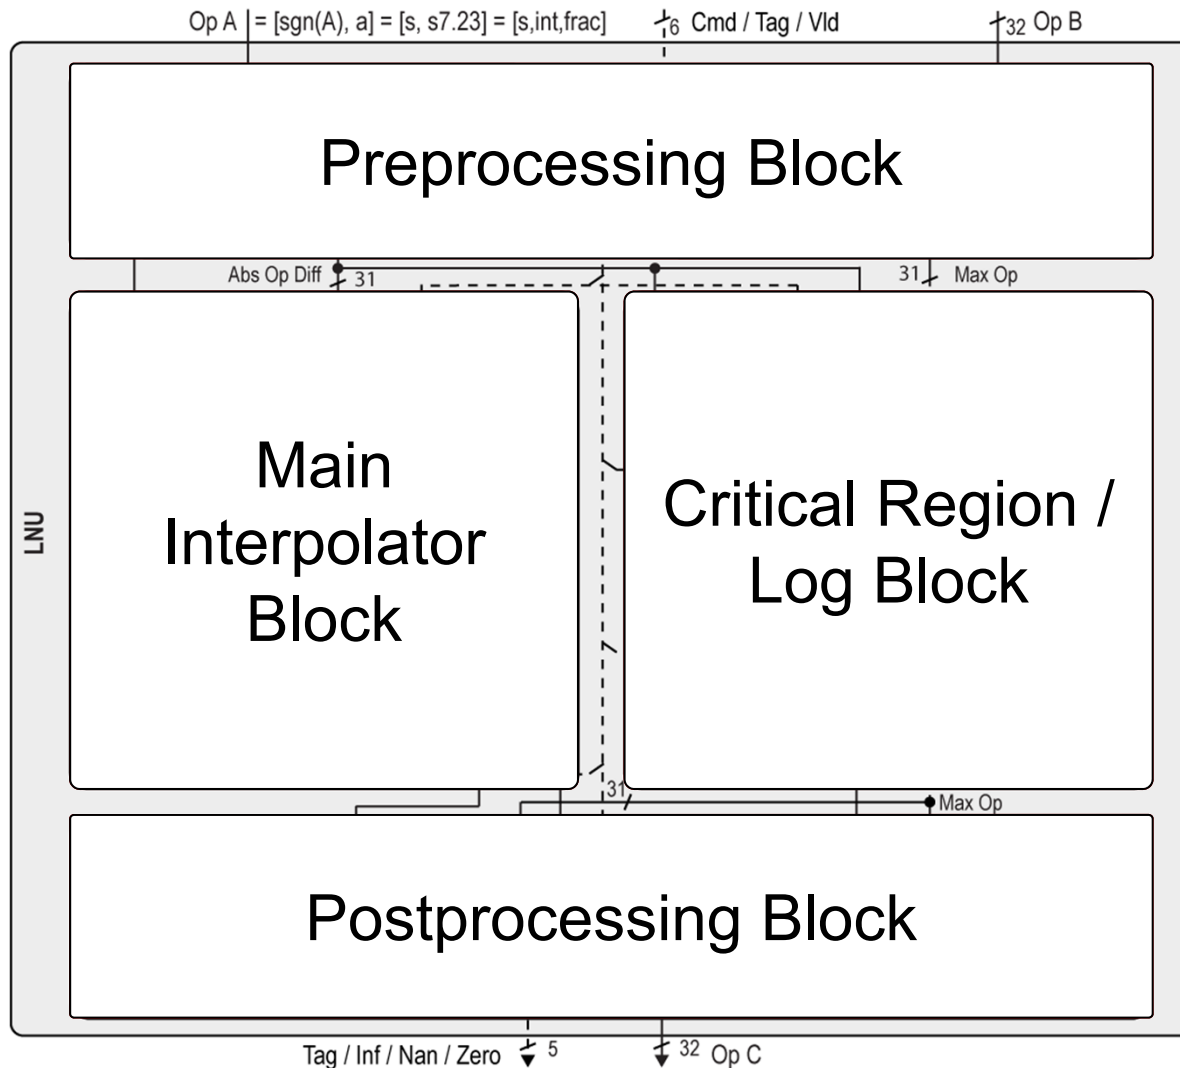 Op A = [sgn(A), a] = [s, s7.23] = [s,int,frac] 6 Cmd / Tag / Vld 32 Op B
Preprocessing Block
Abs Op Diff 31 31 Max Op
Main
Interpolator
Block
Critical Region /
Log Block
LNU
31 Max Op
Postprocessing Block
Tag / Inf / Nan / Zero 5 32 Op C